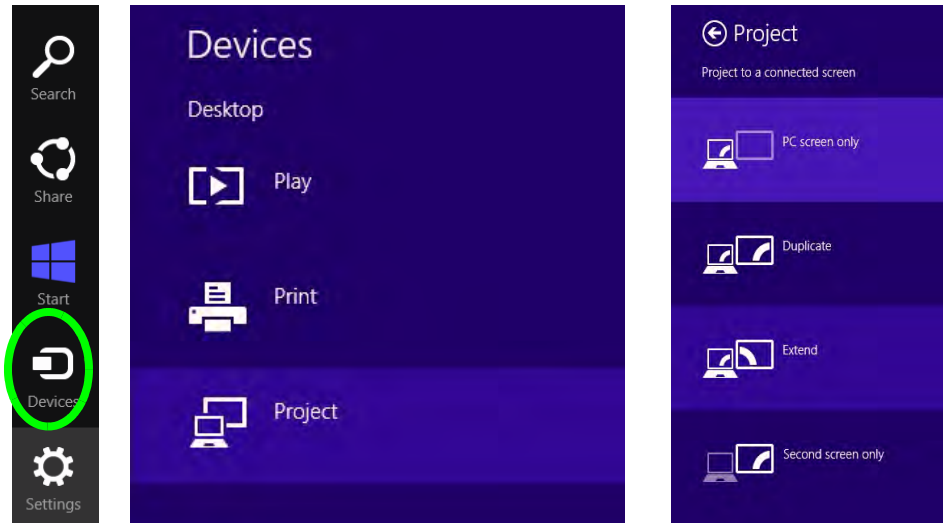 Search
Share
Start
Devices
Settings
Devices
Desktop
Play
Print
Project
Project
Project to a connected screen
PC screen only
Duplicate
Extend
Second screen only